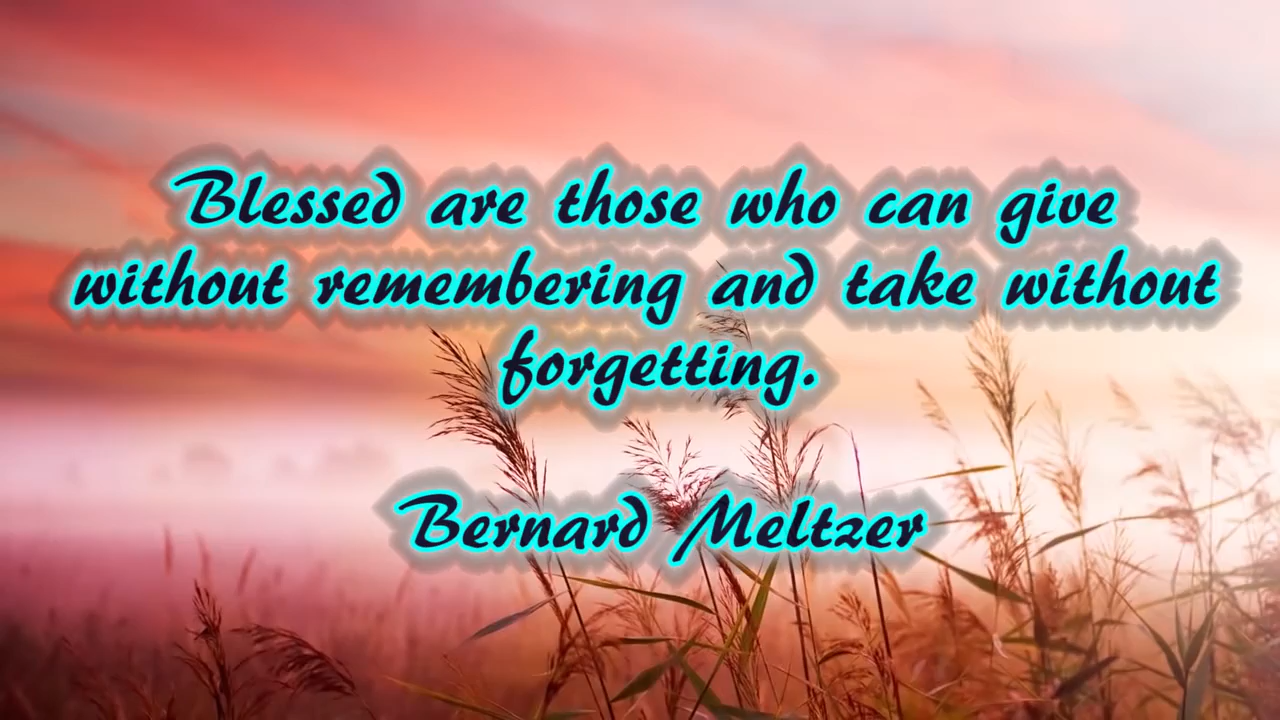 Blessed are those who can give
without remembering and take without
forgetting.
Bernard Meltzer